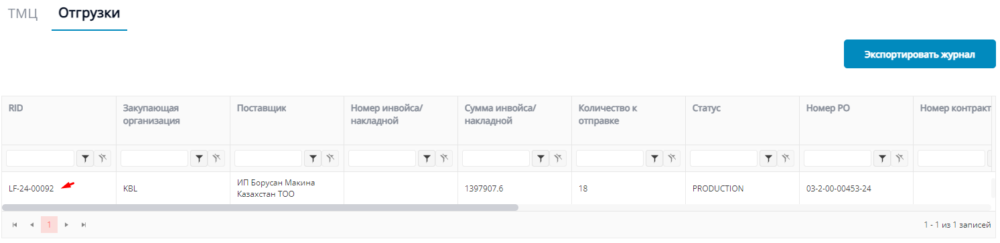 ТМЦ Отгрузки
Экспортировать журнал
RID Закупающая организация Поставщик Номер инвойса/ накладной Сумма инвойса/ накладной Количество к отправке Статус Номер PO Номер контракт
LF-24-00092 KBL ИП Борусан Макина Казахстан ТОО 1397907.6 18 PRODUCTION 03-2-00-00453-24
1
1 - 1 из 1 записей